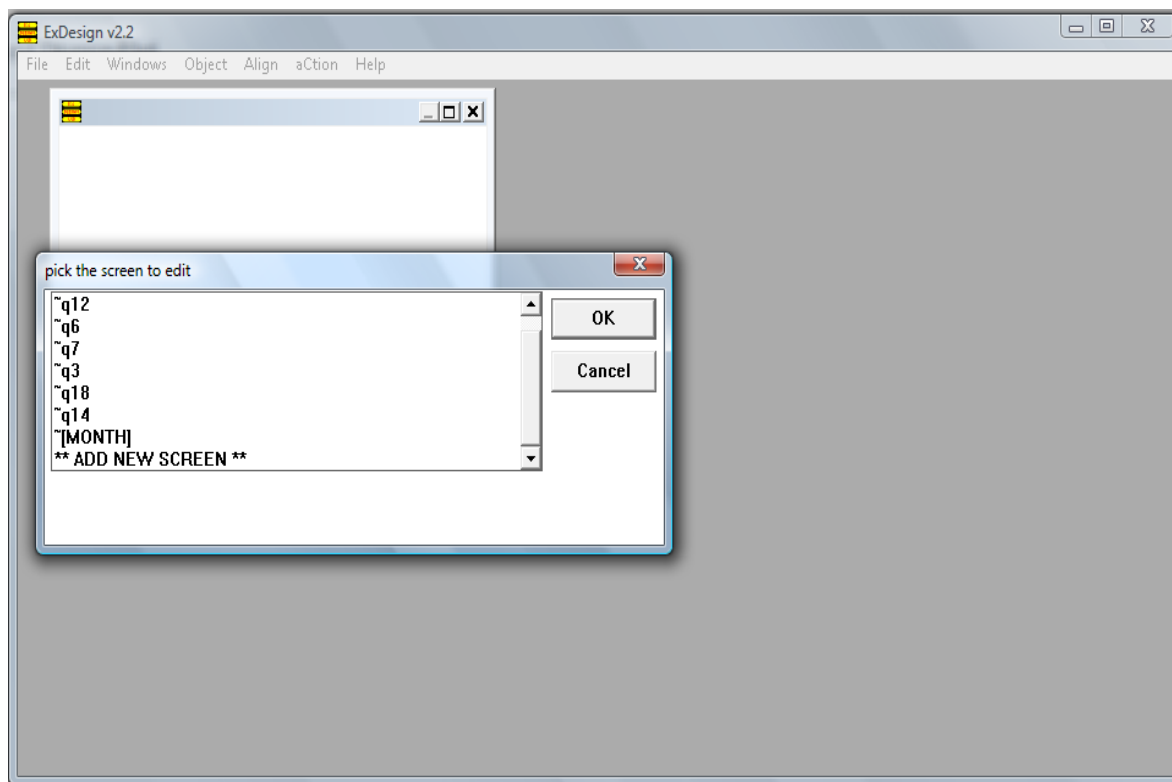 ExDesign v2.2
File Edit Windows Object Align aCtion Help
pick the screen to edit
~q12
~q6
~q7
~q3
~q18
~q14
~[MONTH]
** ADD NEW SCREEN **
OK
Cancel